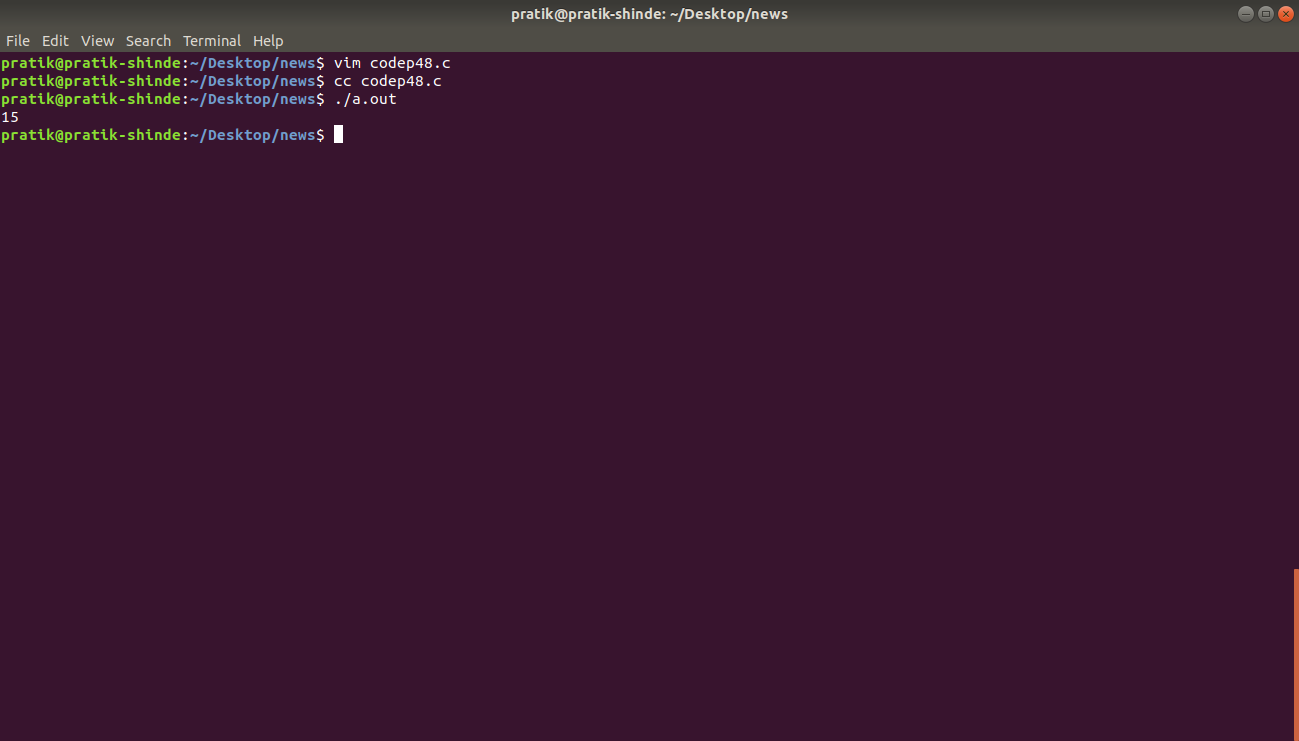 pratik@pratik-shinde: ~/Desktop/news
File Edit View Search Terminal Help
pratik@pratik-shinde:~/Desktop/news$ vim codep48.c
pratik@pratik-shinde:~/Desktop/news$ cc codep48.c
pratik@pratik-shinde:~/Desktop/news$ ./a.out
15
pratik@pratik-shinde:~/Desktop/news$